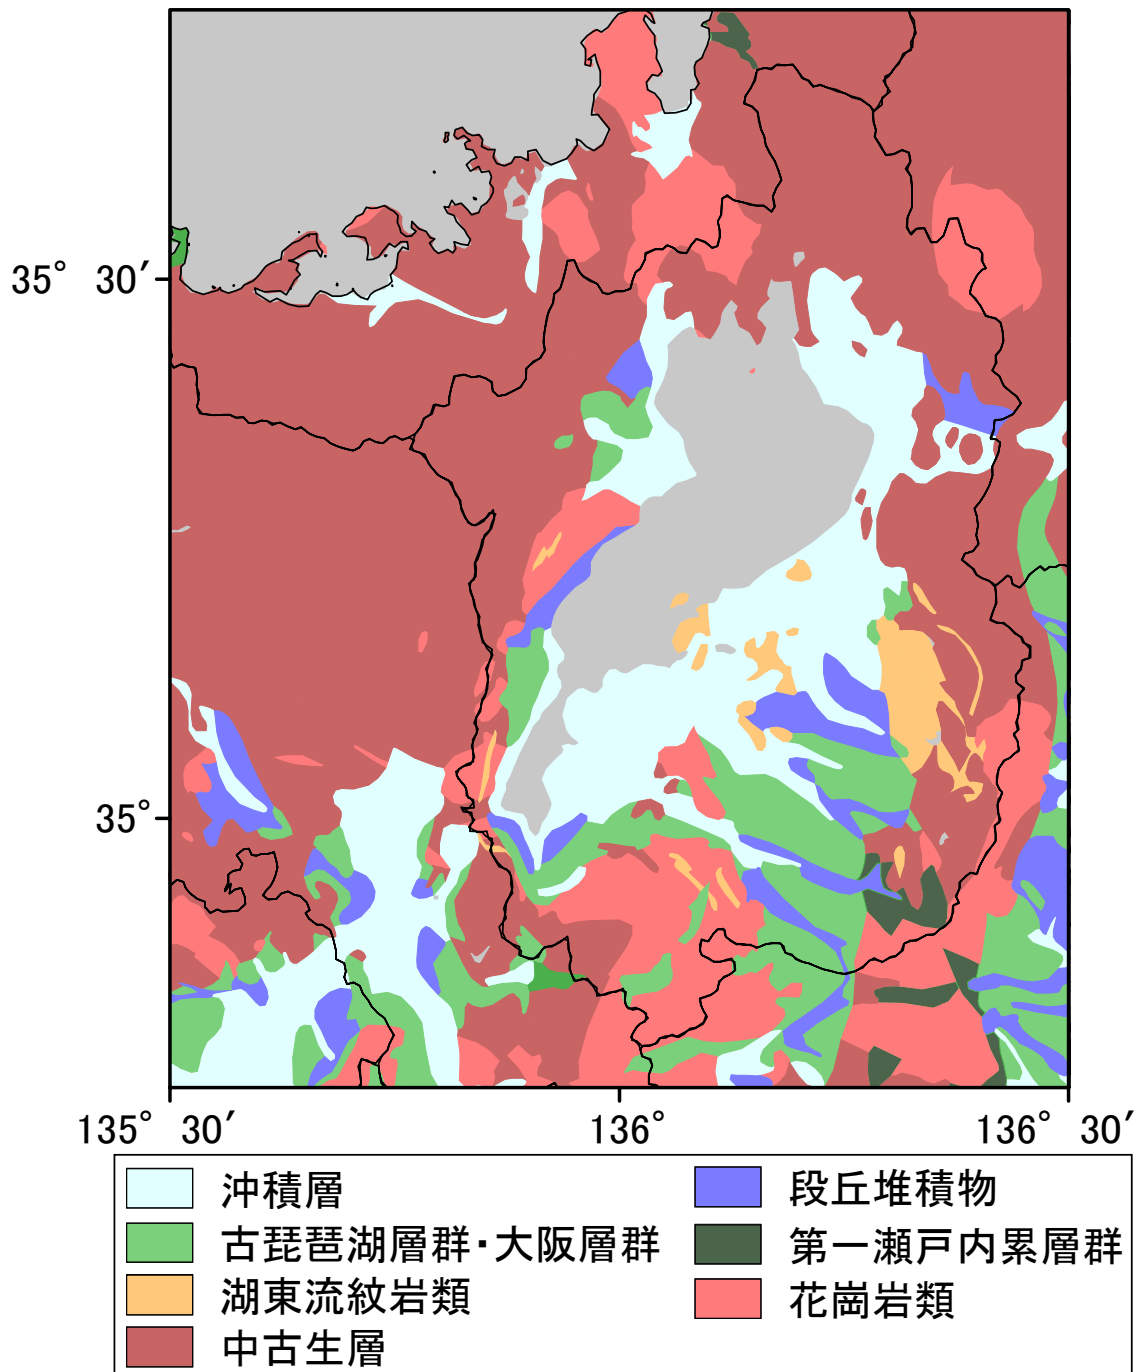 35° 30′
35°
135° 30′
136°
136° 30′
沖積層
段丘堆積物
古琵琶湖層群・大阪層群
第一瀬戸内累層群
湖東流紋岩類
花崗岩類
中古生層